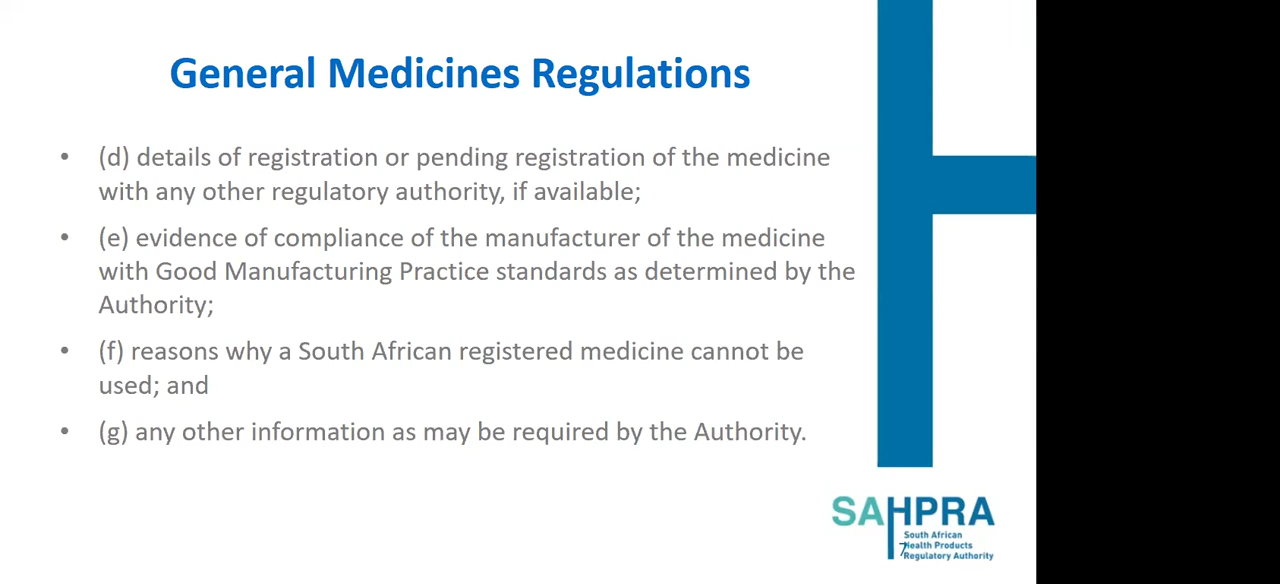 General Medicines Regulations
• (d) details of registration or pending registration of the medicine
with any other regulatory authority, if available;
• (e) evidence of compliance of the manufacturer of the medicine
with Good Manufacturing Practice standards as determined by the
Authority;
• (f) reasons why a South African registered medicine cannot be
used; and
• (g) any other information as may be required by the Authority.
SAHPRA
South African
Health Products
Regulatory Authority
7